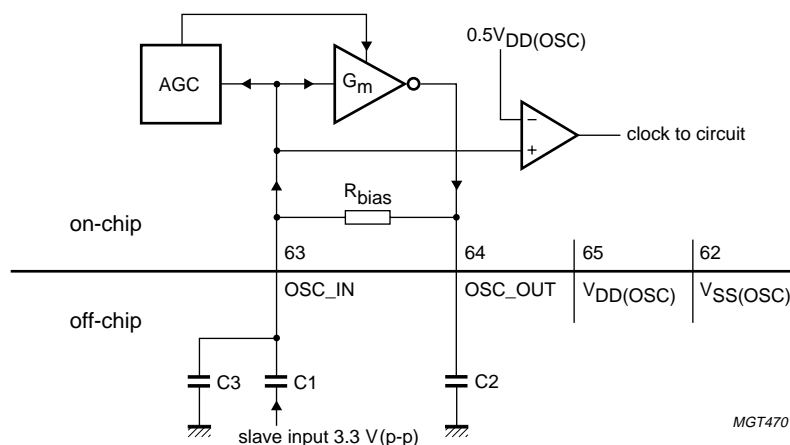 0.5VDD(OSC)
AGC
Gm
−
+
clock to circuit
Rbias
on-chip
63
64
65
62
OSC_IN
OSC_OUT
VDD(OSC)
VSS(OSC)
off-chip
C3
C1
C2
slave input 3.3 V(p-p)
MGT470